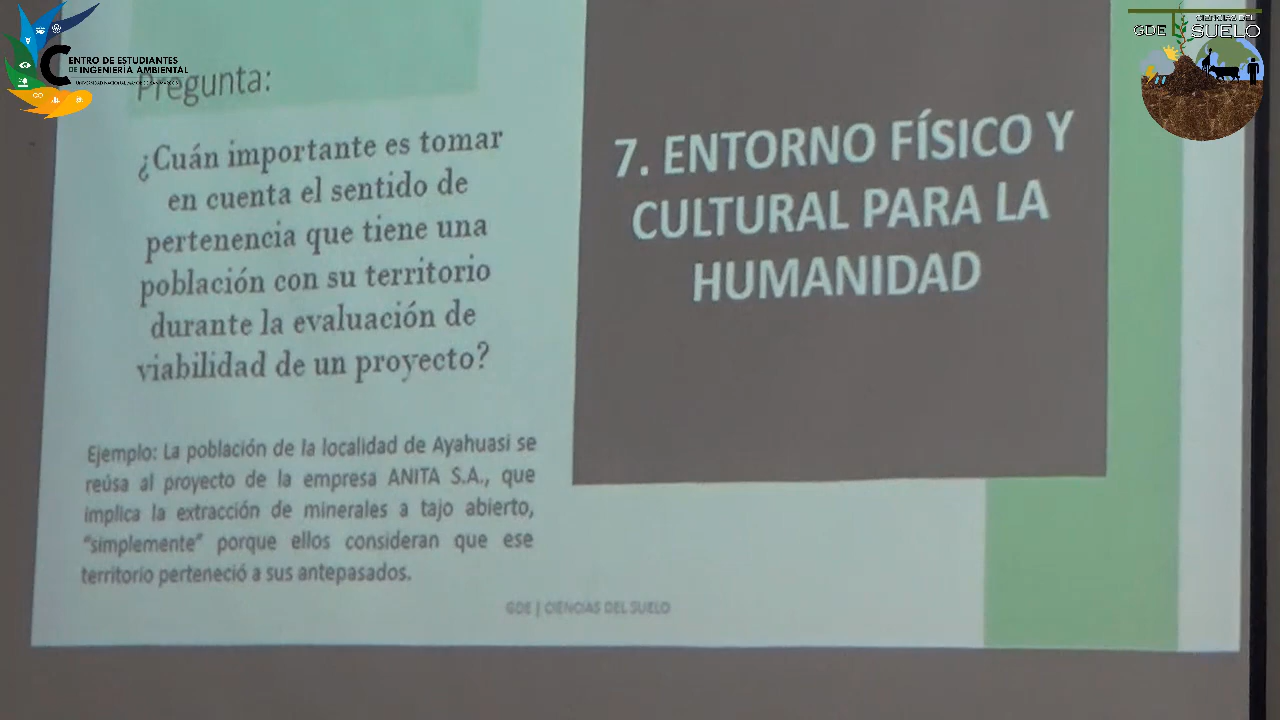 CENTRO DE ESTUDIANTES
DE INGENIERÍA AMBIENTAL
GDE
SUELO
Pregunta:
¿Cuán importante es tomar
en cuenta el sentido de
pertenencia que tiene una
población con su territorio
durante la evaluación de
viabilidad de un proyecto?
Ejemplo: La población de la localidad de Ayahuasi se
reúsa al proyecto de la empresa ANITA S.A., que
implica la extracción de minerales a tajo abierto,
“simplemente” porque ellos consideran que ese
territorio perteneció a sus antepasados.
7. ENTORNO FÍSICO Y
CULTURAL PARA LA
HUMANIDAD
GDE | CIENCIAS DEL SUELO